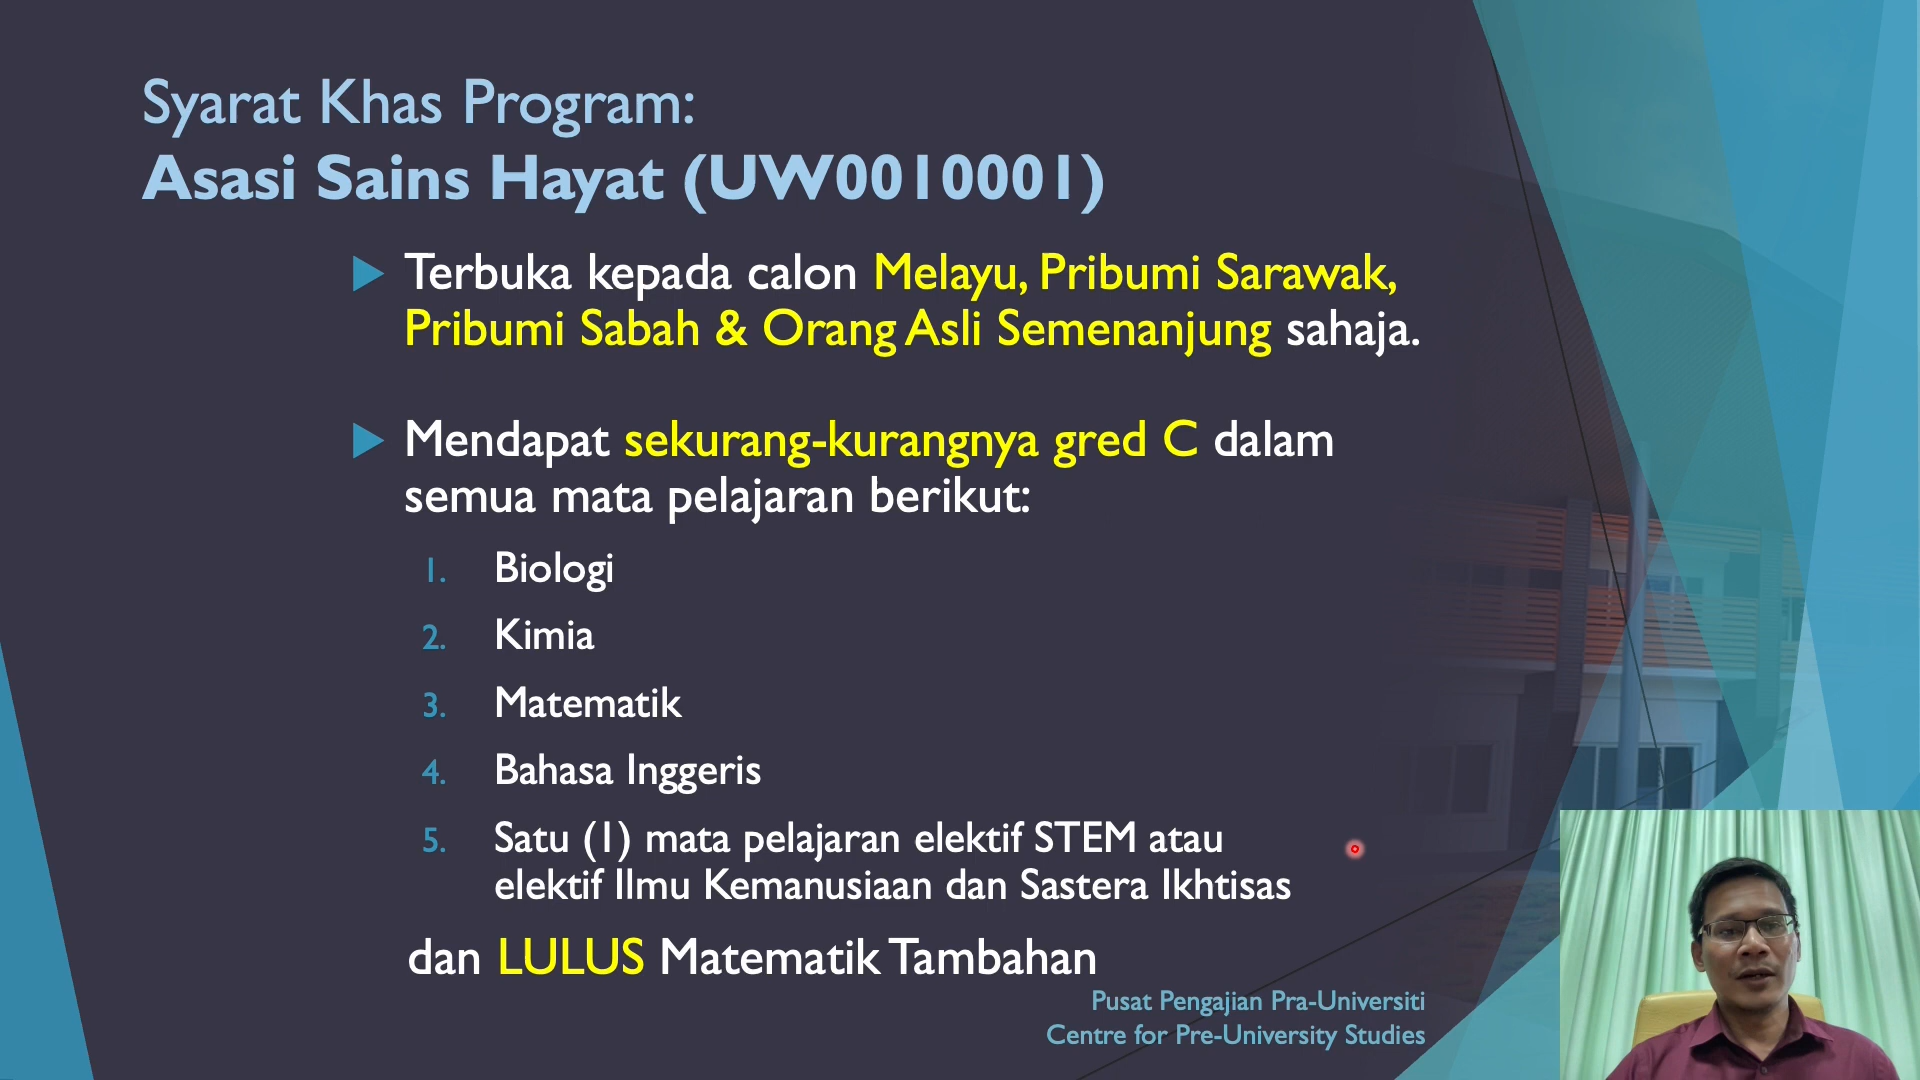 Syarat Khas Program:
Asasi Sains Hayat (UW0010001)
Terbuka kepada calon Melayu, Pribumi Sarawak,
Pribumi Sabah & Orang Asli Semenanjung sahaja.
Mendapat sekurang-kurangnya gred C dalam
semua mata pelajaran berikut:
1. Biologi
2. Kimia
3. Matematik
4. Bahasa Inggeris
5. Satu (1) mata pelajaran elektif STEM atau
elektif Ilmu Kemanusiaan dan Sastera Ikhtisas
dan LULUS Matematik Tambahan
Pusat Pengajian Pra-Universiti
Centre for Pre-University Studies